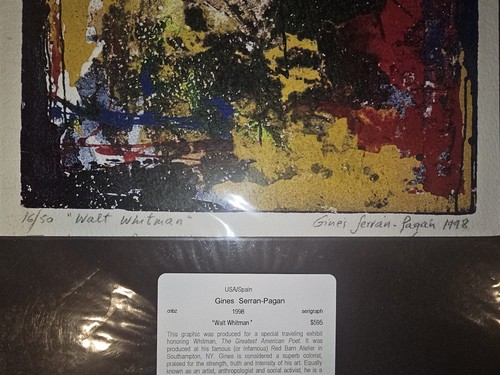 16/50 "Walt Whitman" Gines Serran-Pagan 1998
USA/Spain
Gines Serran-Pagan
1998 serigraph
"Walt Whitman" $595
This graphic was produced for a special traveling exhibit
honoring Whitman, The Greatest American Poet. It was
produced at his famous (or infamous) Red Barn Atelier in
Southampton, NY. Gines is considered a superb colorist,
praised for the strength, truth and intensity of his art. Equally
known as an artist, anthropologist and social activist, he is a